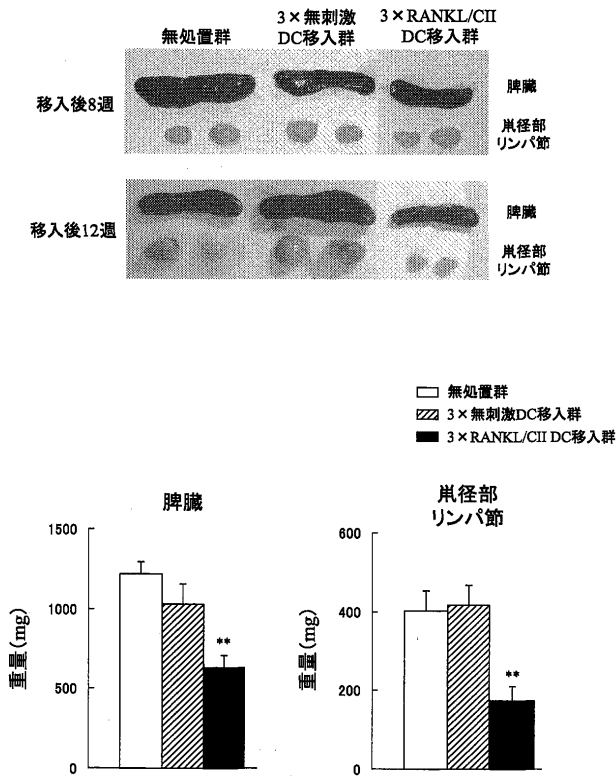 無処置群
3×無刺激
DC移入群
3×RANKL/CII
DC移入群
移入後8週
脾臓
鼡径部
リンパ節
移入後12週
脾臓
鼡径部
リンパ節
無処置群
3×無刺激DC移入群
3×RANKL/CII DC移入群
脾臓
重量(mg)
1500
1000
500
0
**
鼡径部
リンパ節
重量(mg)
600
400
200
0
**